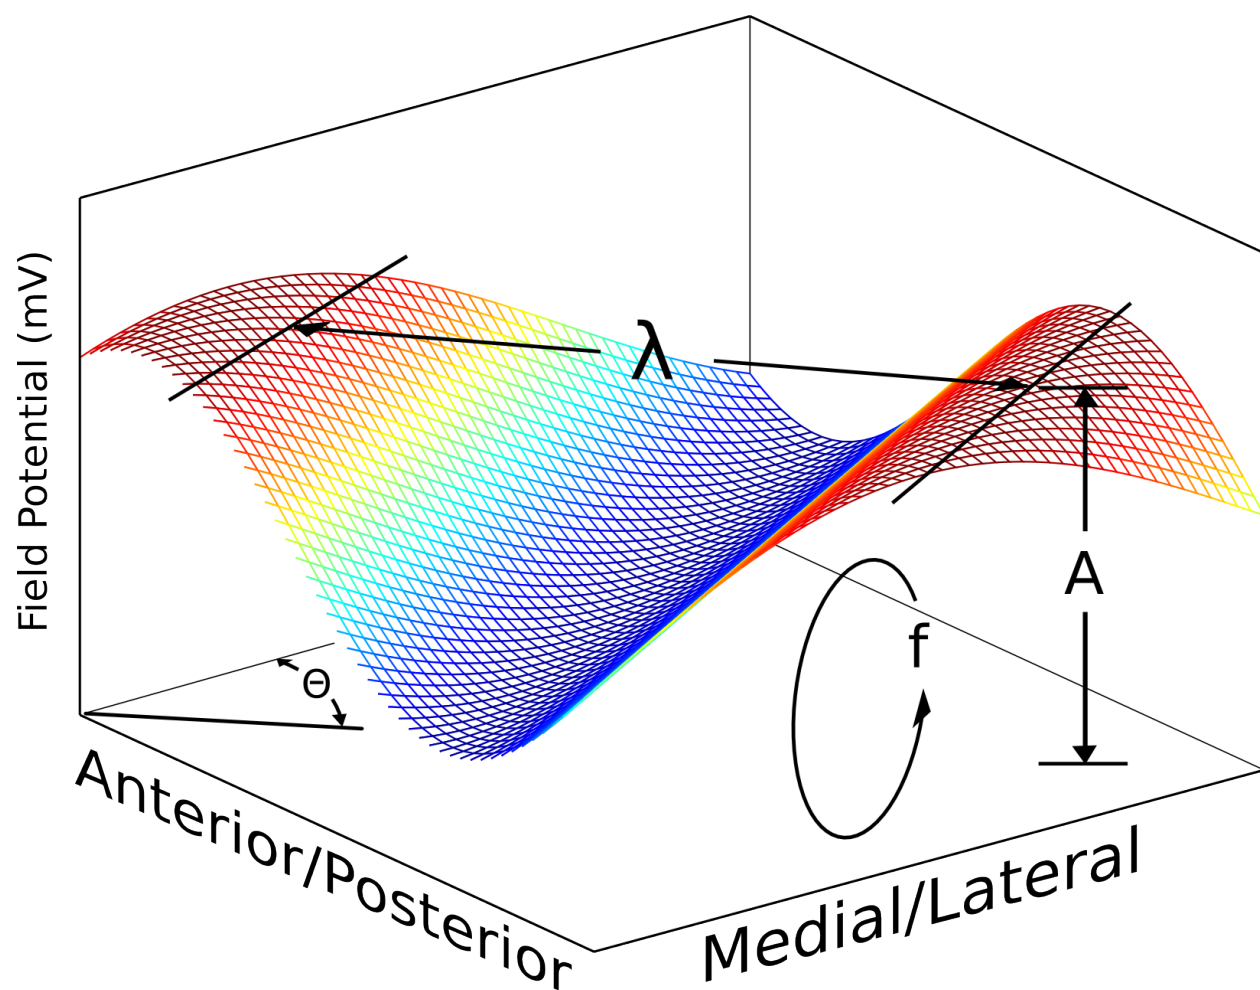 λ
Field Potential (mV)
A
f
Θ
Anterior/Posterior
Medial/Lateral